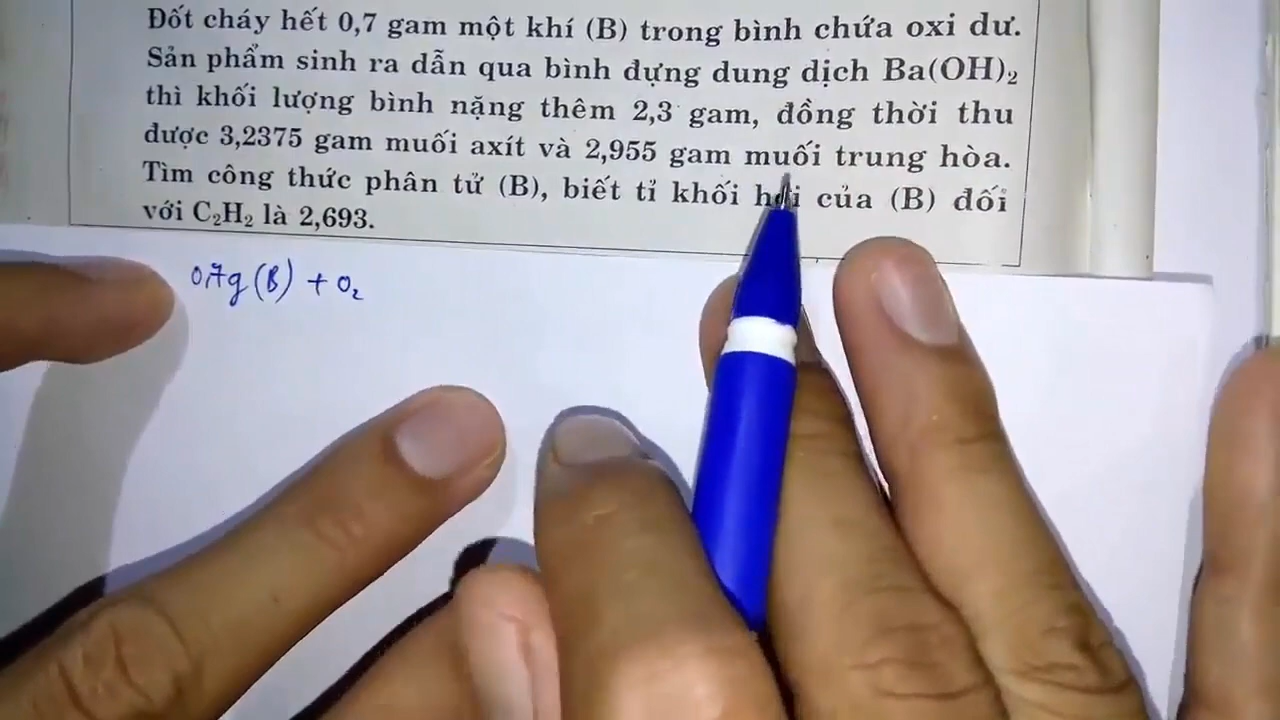 Đốt cháy hết 0,7 gam một khí (B) trong bình chứa oxi dư.
Sản phẩm sinh ra dẫn qua bình đựng dung dịch Ba(OH)₂
thì khối lượng bình nặng thêm 2,3 gam, đồng thời thu
được 3,2375 gam muối axít và 2,955 gam muối trung hòa.
Tìm công thức phân tử (B), biết tỉ khối hơi của (B) đối
với C₂H₂ là 2,693.
0,7g (B) + O₂